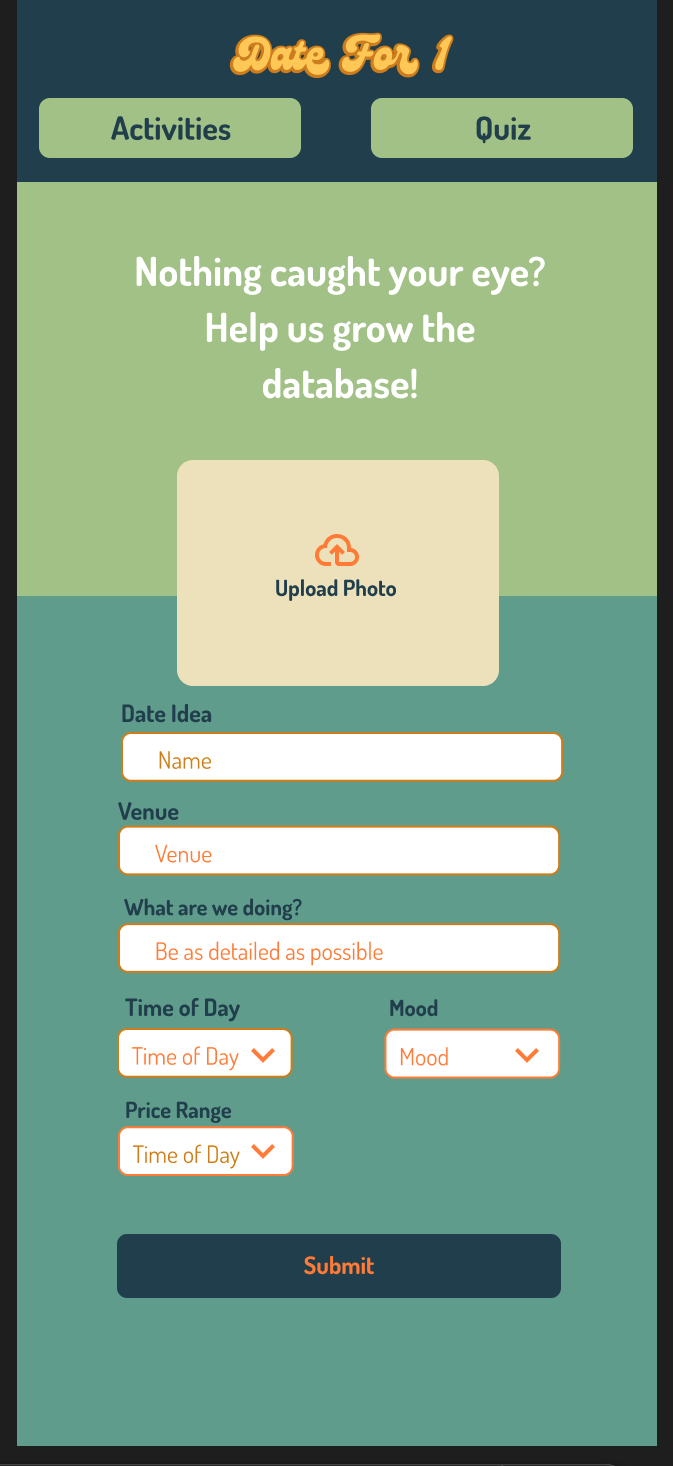 Date For 1
Activities
Quiz
Nothing caught your eye?
Help us grow the
database!
Upload Photo
Date Idea
Name
Venue
Venue
What are we doing?
Be as detailed as possible
Time of Day
Mood
Time of Day
Mood
Price Range
Time of Day
Submit